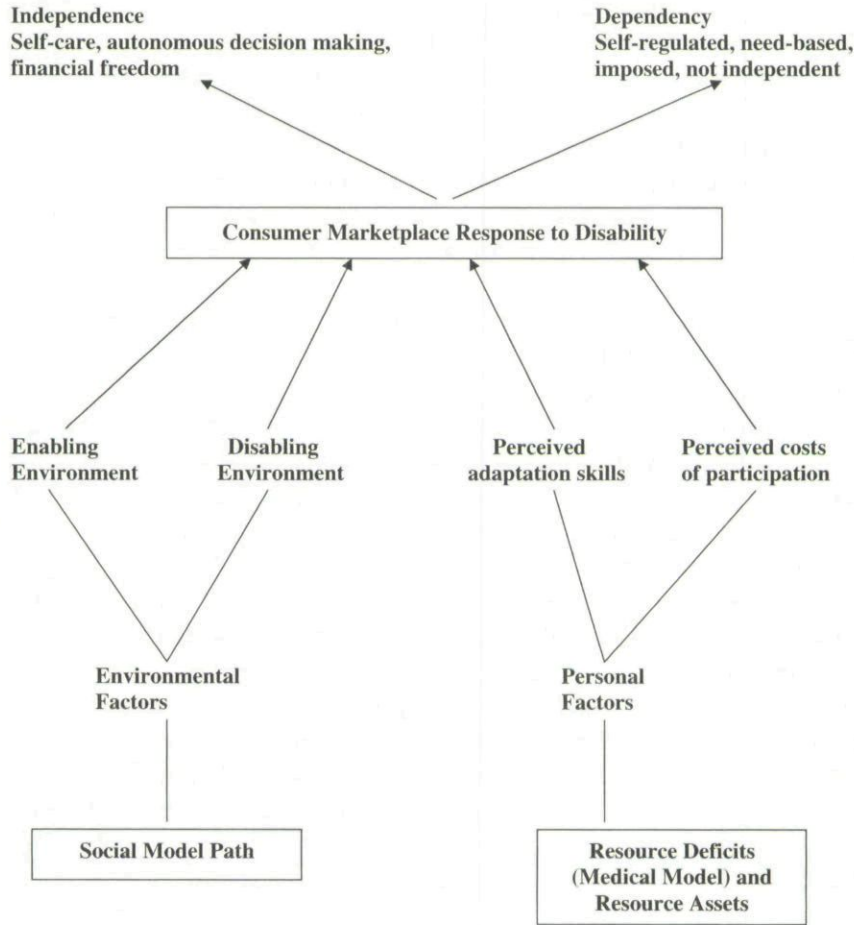 Independence
Self-care, autonomous decision making,
financial freedom
Dependency
Self-regulated, need-based,
imposed, not independent
Consumer Marketplace Response to Disability
Enabling
Environment
Disabling
Environment
Perceived
adaptation skills
Perceived costs
of participation
Environmental
Factors
Personal
Factors
Social Model Path
Resource Deficits
(Medical Model) and
Resource Assets